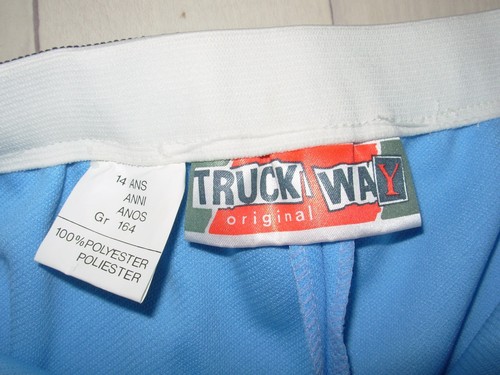 14 ANS
ANNI
ANOS
Gr 164
100% POLYESTER
POLIESTER
TRUCK WAY
original